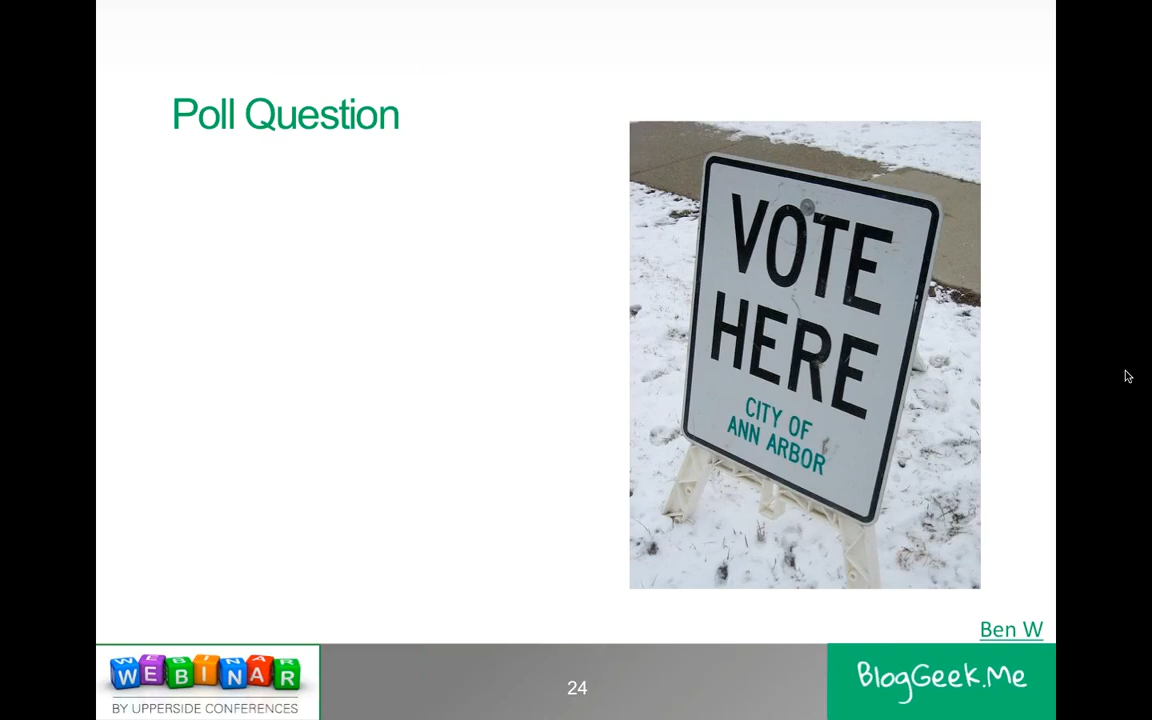 Poll Question
VOTE
HERE
CITY OF
ANN ARBOR
Ben W
WEBINAR
BY UPPERSIDE CONFERENCES
24
BlogGeek.Me